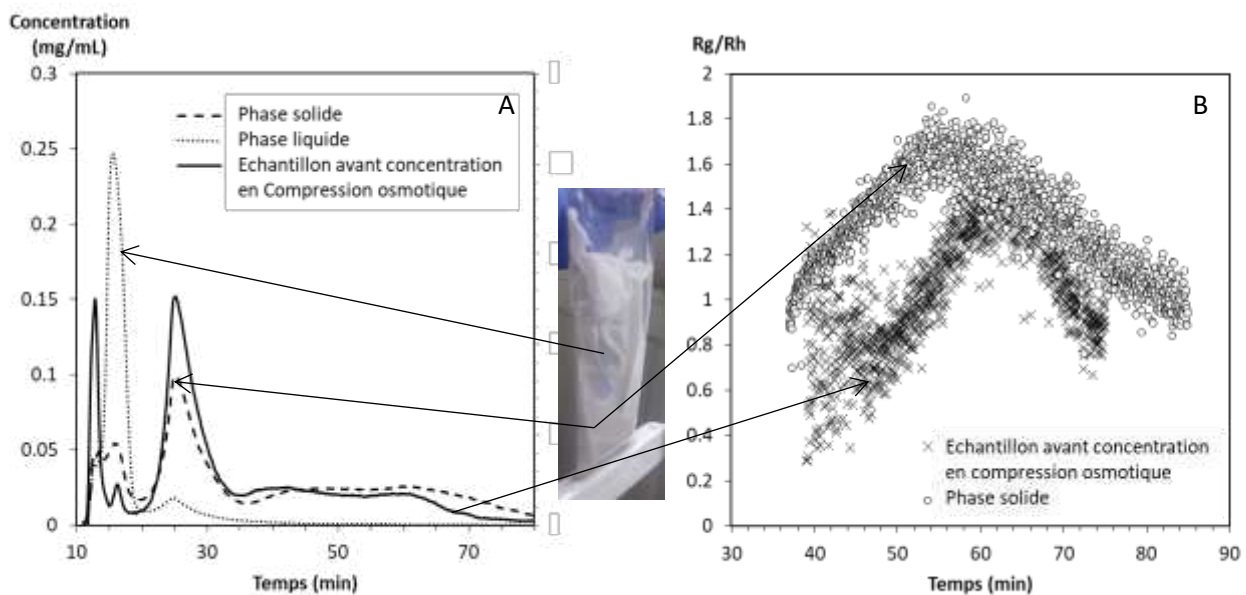 Concentration
(mg/mL)
0.3
0.25
0.2
0.15
0.1
0.05
0
10
30
50
70
Temps (min)
A
Phase solide
Phase liquide
Echantillon avant concentration
en Compression osmotique
Rg/Rh
2
1.8
1.6
1.4
1.2
1
0.8
0.6
0.4
0.2
0
30
40
50
60
70
80
90
Temps (min)
B
Echantillon avant concentration
en compression osmotique
Phase solide